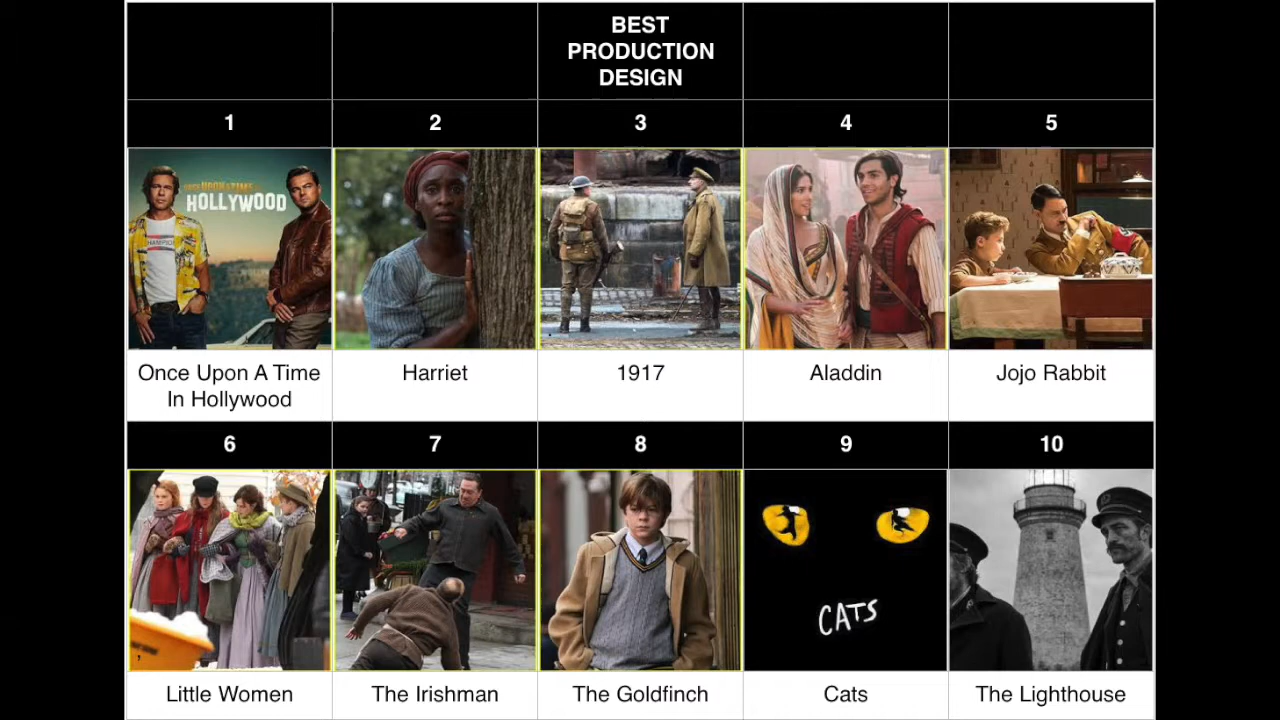 BEST
PRODUCTION
DESIGN
1
2
3
4
5
HOLLYWOOD
CHAMPION
Once Upon A Time
In Hollywood
Harriet
1917
Aladdin
Jojo Rabbit
6
7
8
9
10
CATS
Little Women
The Irishman
The Goldfinch
Cats
The Lighthouse